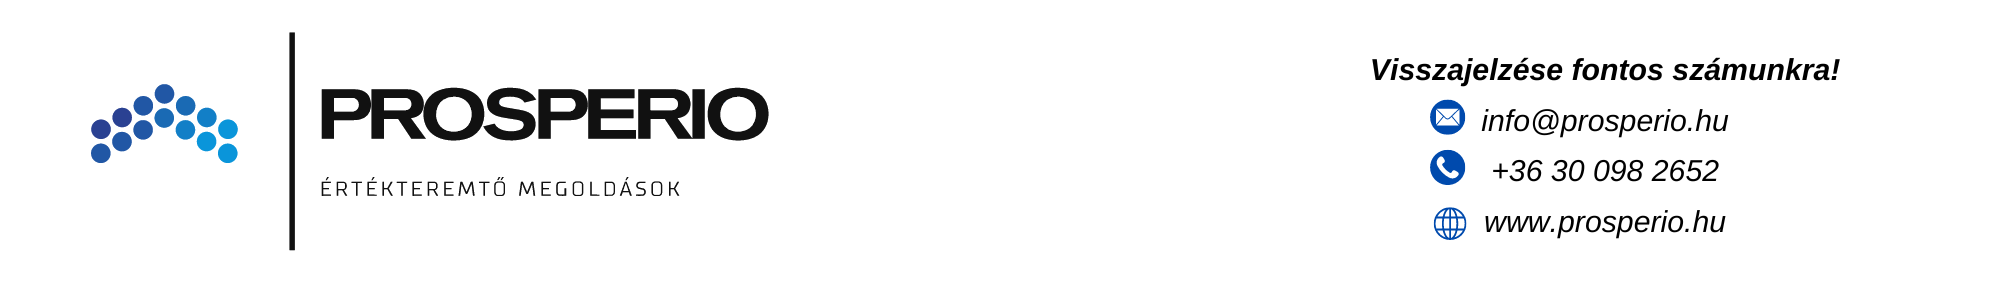 PROSPERIO
ÉRTÉKTEREMTŐ MEGOLDÁSOK
Visszajelzése fontos számunkra!
info@prosperio.hu
+36 30 098 2652
www.prosperio.hu